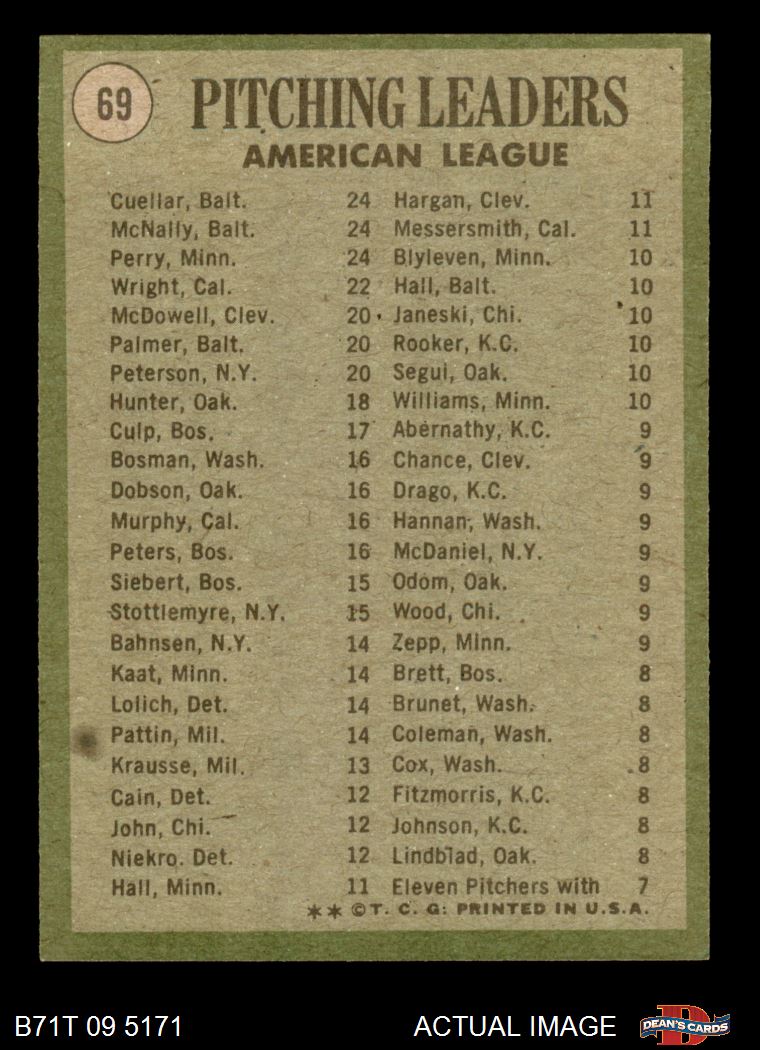 69 PITCHING LEADERS
AMERICAN LEAGUE
Cuellar, Balt. 24 Hargan, Clev. 11
McNally, Balt. 24 Messersmith, Cal. 11
Perry, Minn. 24 Blyleven, Minn. 10
Wright, Cal. 22 Hall, Balt. 10
McDowell, Clev. 20 Janeski, Chi. 10
Palmer, Balt. 20 Rooker, K.C. 10
Peterson, N.Y. 20 Segui, Oak. 10
Hunter, Oak. 18 Williams, Minn. 10
Culp, Bos. 17 Abernathy, K.C. 9
Bosman, Wash. 16 Chance, Clev. 9
Dobson, Oak. 16 Drago, K.C. 9
Murphy, Cal. 16 Hannan, Wash. 9
Peters, Bos. 16 McDaniel, N.Y. 9
Siebert, Bos. 15 Odom, Oak. 9
Stottlemyre, N.Y. 15 Wood, Chi. 9
Bahnsen, N.Y. 14 Zepp, Minn. 9
Kaat, Minn. 14 Brett, Bos. 8
Lolich, Det. 14 Brunet, Wash. 8
Pattin, Mil. 14 Coleman, Wash. 8
Krausse, Mil. 13 Cox, Wash. 8
Cain, Det. 12 Fitzmorris, K.C. 8
John, Chi. 12 Johnson, K.C. 8
Niekro. Det. 12 Lindblad, Oak. 8
Hall, Minn. 11 Eleven Pitchers with 7
** © T. C. G: PRINTED IN U.S.A.
B71T 09 5171 ACTUAL IMAGE DEAN'S CARDS